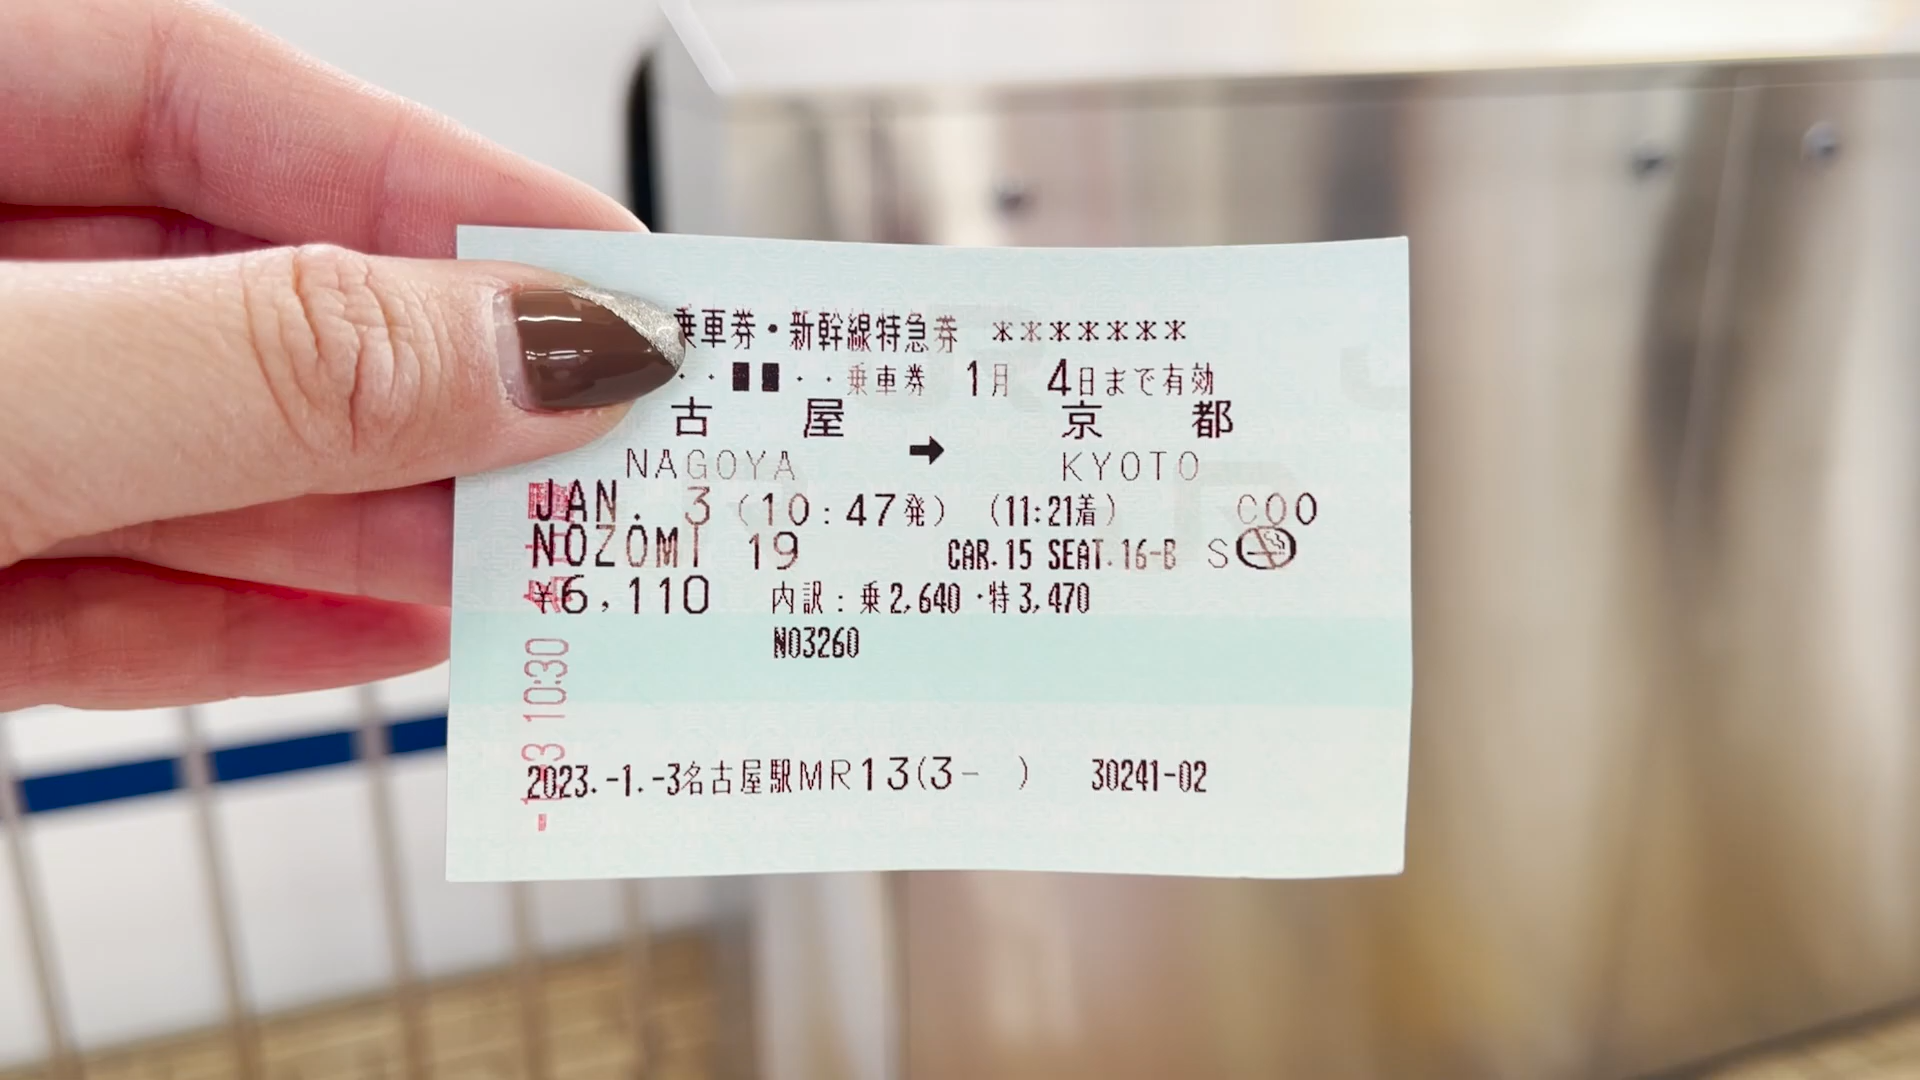 乗車券・新幹線特急券 *******
・・■■・・乗車券 1月 4日まで有効
古屋 ➡ 京都
NAGOYA KYOTO
JAN. 3 (10:47発) (11:21着) C00
NOZOMI 19 CAR.15 SEAT.16-B S
¥6,110 内訳:乗2,640・特3,470
N03260
2023.-1.-3名古屋駅MR13(3- ) 30241-02
10:30